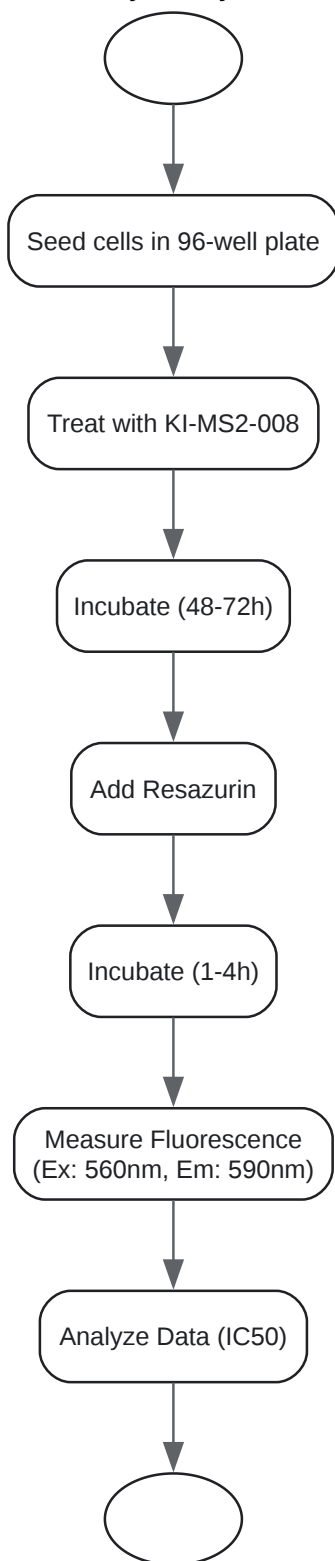 Seed cells in 96-well plate
Treat with KI-MS2-008
Incubate (48-72h)
Add Resazurin
Incubate (1-4h)
Measure Fluorescence
(Ex: 560nm, Em: 590nm)
Analyze Data (IC50)